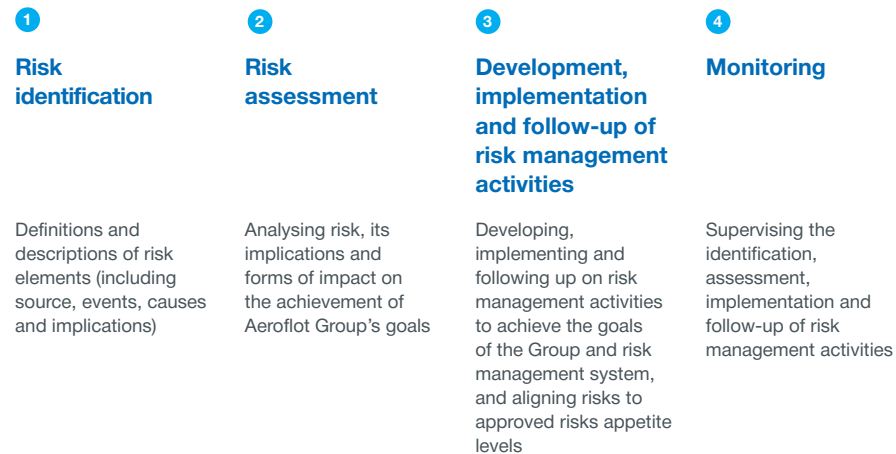 1
Risk
identification
Definitions and
descriptions of risk
elements (including
source, events, causes
and implications)
2
Risk
assessment
Analysing risk, its
implications and
forms of impact on
the achievement of
Aeroflot Group's goals
3
Development,
implementation
and follow-up of
risk management
activities
Developing,
implementing and
following up on risk
management activities
to achieve the goals
of the Group and risk
management system,
and aligning risks to
approved risks appetite
levels
4
Monitoring
Supervising the
identification,
assessment,
implementation and
follow-up of risk
management activities